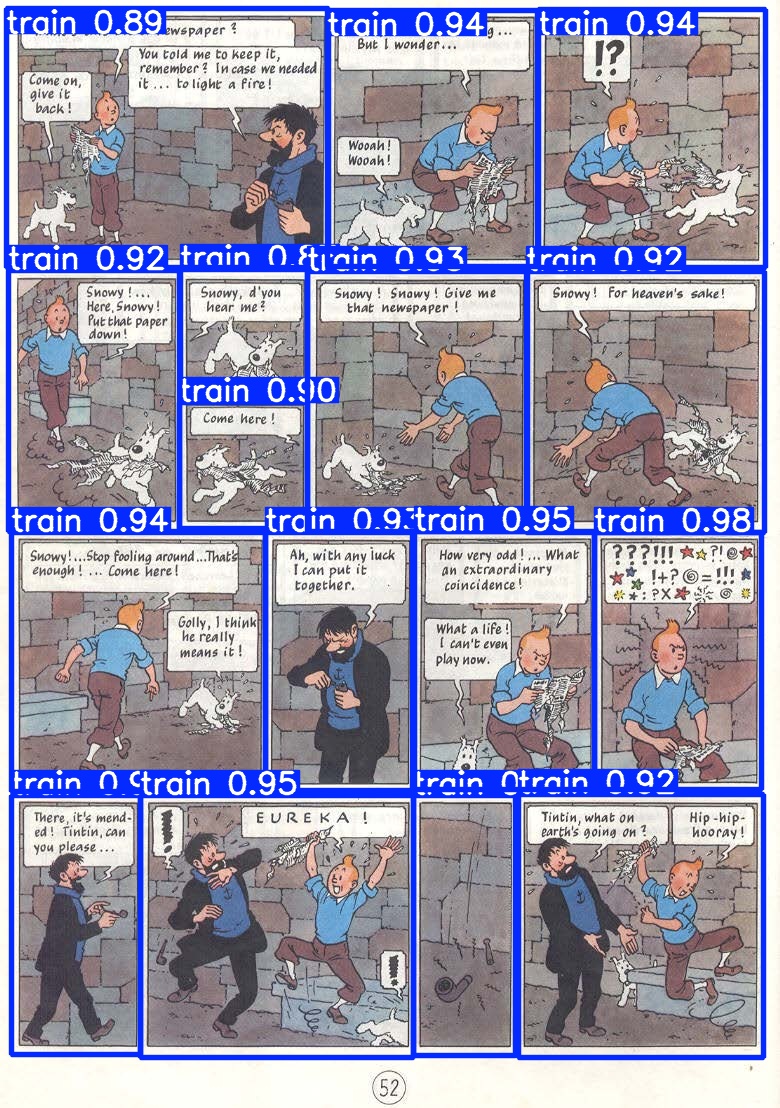 train 0.89
train 0.94
train 0.94
newspaper?
Come on,
give it
back!
You told me to keep it,
remember? In case we needed
it... to light a fire!
But I wonder...
Wooah!
Wooah!
!?
train 0.92
train
train 0.93
train 0.92
Snowy!...
Here, Snowy!
Put that paper
down!
Snowy, d'you
hear me?
train 0.90
Come here!
Snowy! Snowy! Give me
that newspaper!
Snowy! For heaven's sake!
train 0.94
train 0.93
train 0.95
train 0.98
Snowy!...Stop fooling around...That's
enough!... Come here!
Golly, I think
he really
means it!
Ah, with any luck
I can put it
together.
How very odd!... What
an extraordinary
coincidence!
What a life!
I can't even
play now.
???!!! ?!
!+? =!!!
:?X
train
train 0.95
train
train 0.92
There, it's mend-
ed! Tintin, can
you please...
!
EUREKA!
!
Tintin, what on
earth's going on?
Hip-hip-
hooray!
52